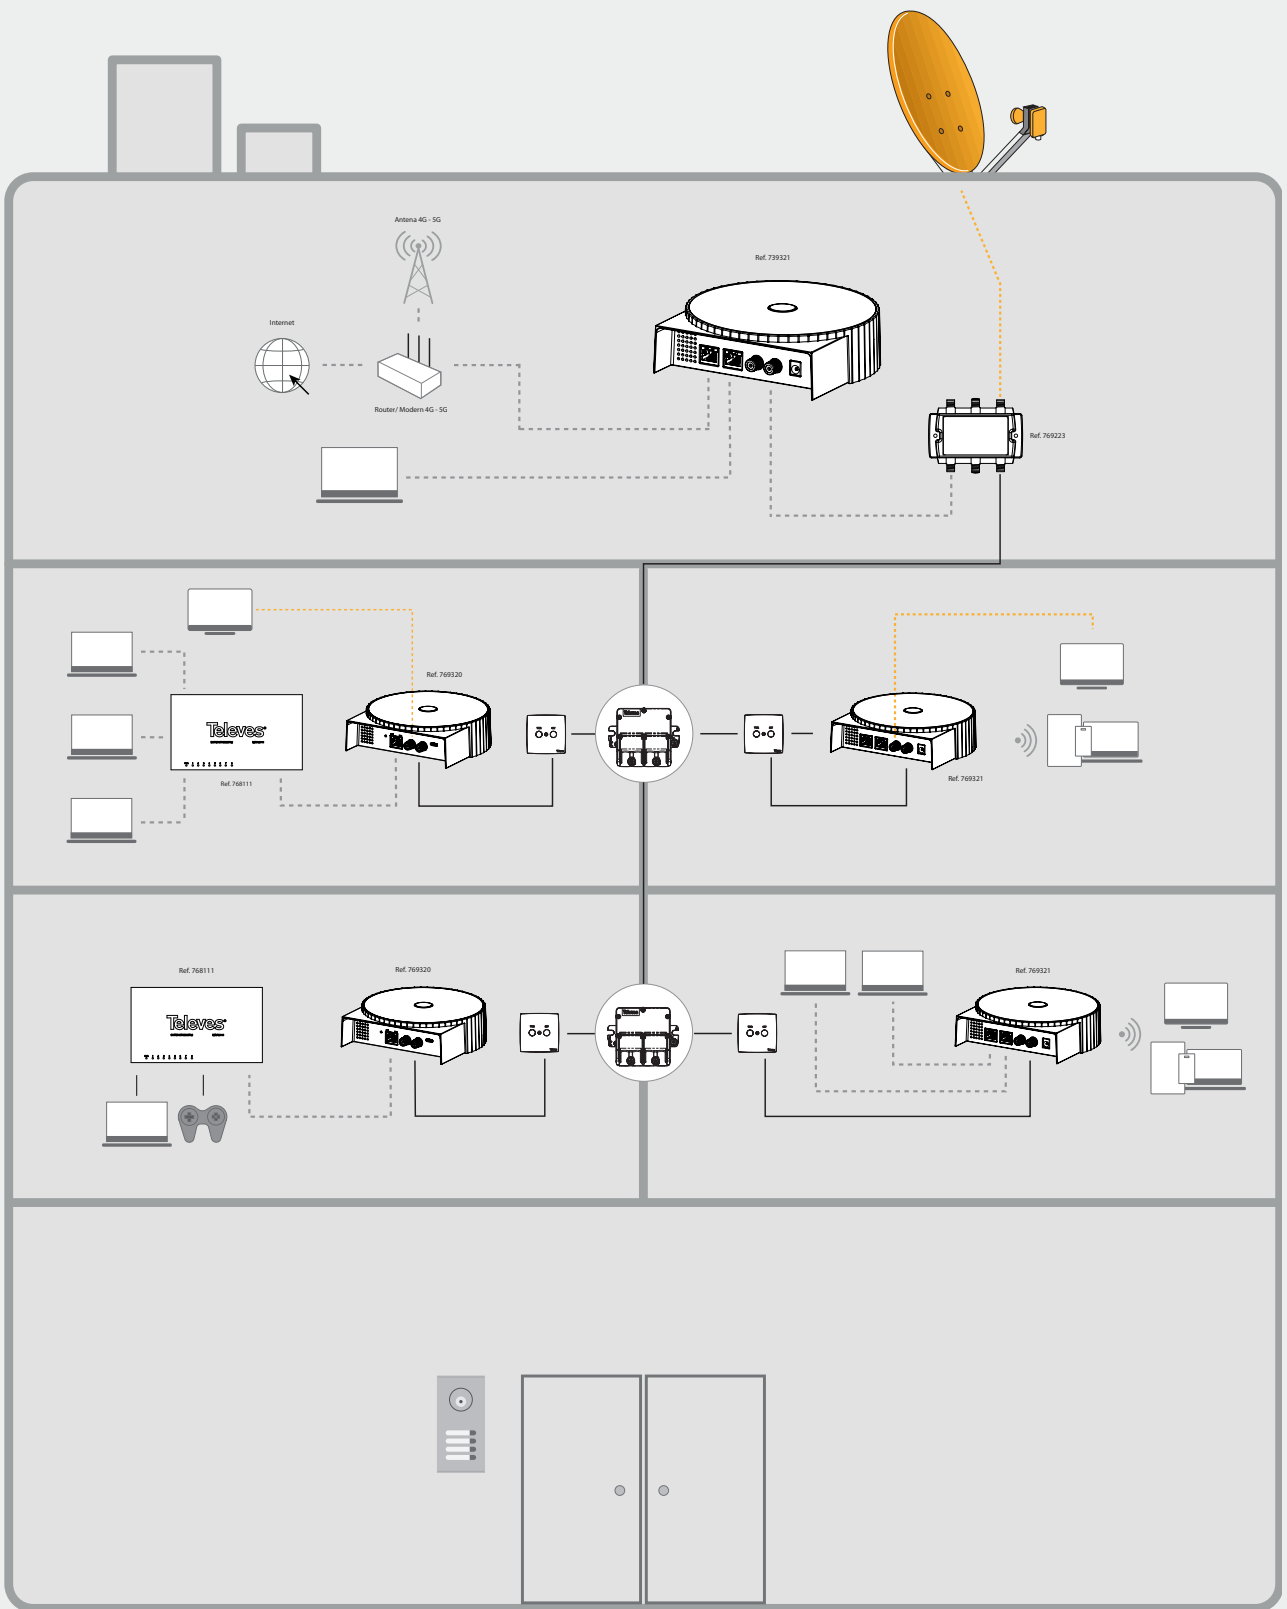 Antena 4G - 5G
Ref. 739321
Internet
Router/ Modern 4G - 5G
Ref. 769223
Ref. 769320
Televes
Ref. 768111
Ref. 769321
Ref. 768111
Ref. 769320
Ref. 769321
Televes